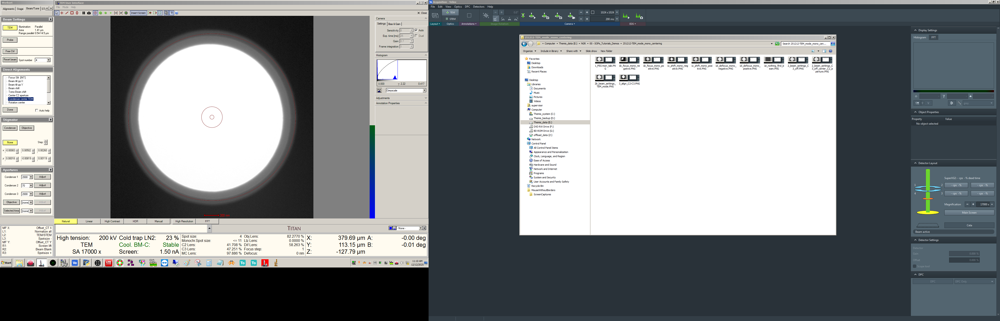 Workset
Alignments Stage Beam/Tune STI
Beam Settings
TEM Illumination Parallel
Area 1.41 µm
Range parallel 0.54-14.5 µm
Probe
Free Ctrl
Reset beam Spot number 4
Direct Alignments
Focus Slit [INT]
Beam tilt pp X
Beam tilt pp Y
Beam shift
Tomo Beam shift
Center C2 aperture
Condenser center TEM
Rotation center
Done Auto help
Stigmator
Condenser Objective
None Step:
x -0.00083 0.00502 0.00260
y 0.00018 -0.00819 0.00119
Apertures
Condenser 1 2000 Adjust
Condenser 2 70 Adjust
Condenser 3 2000 Adjust
Objective [none] Adjust
Selected Area [none] Adjust
MF X: Offset_CT X
L1: Normalize all
L2: TEM/STEM
L3: Spotsize -
MF Y: Offset_CT Y
R1: Screen lift
R2: Beam Blank
R3: Spotsize +
TEM User Interface
File Mode Help
Insert Screen
Close
Camera
Settings Bias & Gain
Sensitivity: Auto
Exp. time [ms]: 25 Dual
Gain: 0.7
Frame integration: 1
Histogram
0.000 γ: 2.22 0.417
Greyscale
Adjustments
Annotation Properties
200 nm
Natural Linear High Contrast HDR Manual High Resolution FFT
TITAN
- None -
High tension: 200 kV
TEM
SA 17000 x
Cold trap LN2: 23 %
Cool. BM-C: Stable
Screen: 1.50 nA
Spot size: 4
Monochr.Spot size: <= 11
C2 Lens: 41.708 %
C3 Lens: 47.251 %
MC Lens: 97.886 %
Obj Lens: 82.2770 %
Ltz Lens: 0.0000 %
Dif Lens: 58.263 %
Focus step: 1
Defocus: 0 nm
X: 379.69 µm A: -0.00 deg
Y: 113.15 µm B: -0.01 deg
Z: -127.79 µm
Start
Ve
To
To
11:10 AM
12/12/2025
Ve Acquisition - Velox
File Edit View Optics DPC Detectors Help
TEM
STEM
0.0°
1024 x 1024
200 ms
Layout Optics Annotations Image Rotation Camera EDS
251212-TEM_mode_mono_centering
Computer Themis_data (E:) NGR 00 - SOPs_Tutorials_Demos 251212-TEM_mode_mono_centering
Search 251212-TEM_mode_mono_cen...
Organize Include in library Share with Slide show New folder
Favorites
Desktop
Downloads
Recent Places
Desktop
Libraries
Documents
Music
Pictures
Videos
supervisor
Computer
Themis_system (C:)
Themis_backup (D:)
Themis_data (E:)
DVD RW Drive (F:)
BD-ROM Drive (G:)
offload_data (Z:)
Network
Control Panel
All Control Panel Items
Appearance and Personalization
Clock, Language, and Region
Ease of Access
Hardware and Sound
Network and Internet
Programs
System and Security
User Accounts and Family Safety
Recycle Bin
MouseWithoutBorders
ScreenCaptures
1_FEG-mon_tab.PNG
1b_focus_mono_negative.PNG
1b_focus_mono_positive.PNG
1c_shift_mono_negative.PNG
1c_shift_mono_positive.PNG
1d_defocus_mono_negative.PNG
1d_defocus_mono_positive.PNG
1e_nothing_find_beam.PNG
2_beam_settings_C3_off.PNG
2_beam_settings_C3_off_center_C2_aperture.PNG
2b_beam_settings_TEM_mode.PNG
3_align_C2-C3.PNG
Display Settings
Histogram FFT
γ
V
grey
Object Properties
Property Value
No object selected
Detector Layout
SuperXG2: - cps -% dead time
1 2 - cps -% - cps -%
4 3 - cps -% - cps -%
Magnification 17000 x
Main Screen
Ceta
Beam active
Detector Settings
Detector
Gain 0.000 %
Offset 0.000 %
Scope tool
DPC
DPC DPC Only